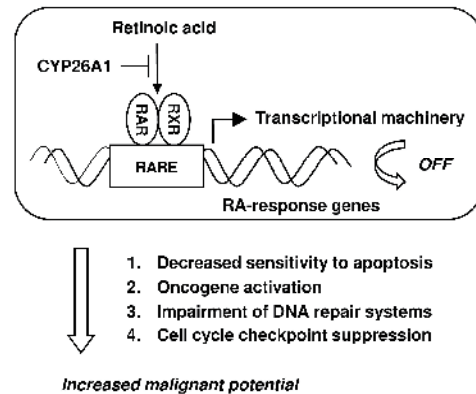 Retinoic acid
CYP26A1
RAR RXR
Transcriptional machinery
RARE
OFF
RA-response genes
1. Decreased sensitivity to apoptosis
2. Oncogene activation
3. Impairment of DNA repair systems
4. Cell cycle checkpoint suppression
Increased malignant potential